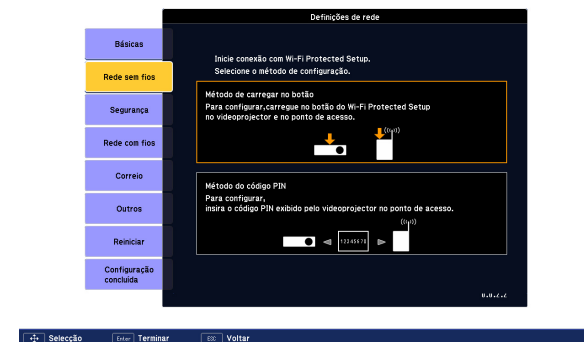 Definições de rede
Básicas
Rede sem fios
Segurança
Rede com fios
Correio
Outros
Reiniciar
Configuração
concluída
Inicie conexão com Wi-Fi Protected Setup.
Selecione o método de configuração.
Método de carregar no botão
Para configurar,carregue no botão do Wi-Fi Protected Setup
no videoprojector e no ponto de acesso.
Método do código PIN
Para configurar,
insira o código PIN exibido pelo videoprojector no ponto de acesso.
12345678
Selecção Enter Terminar ESC Voltar